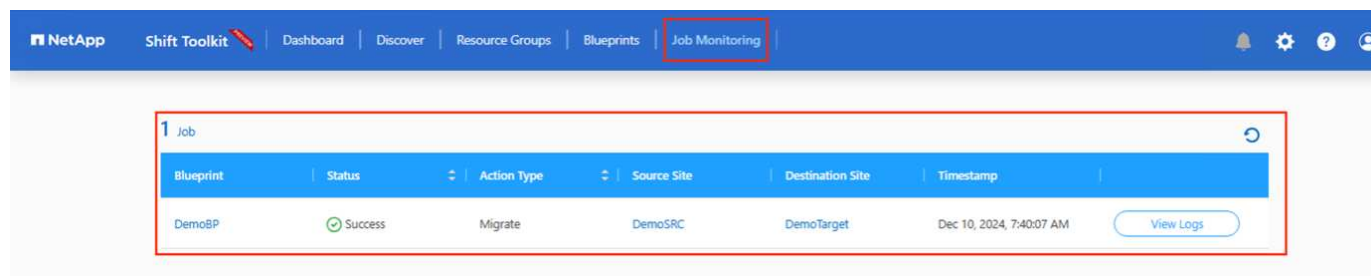 NetApp Shift Toolkit Dashboard Discover Resource Groups Blueprints Job Monitoring
1 Job
Blueprint Status Action Type Source Site Destination Site Timestamp
DemoBP Success Migrate DemoSRC DemoTarget Dec 10, 2024, 7:40:07 AM View Logs